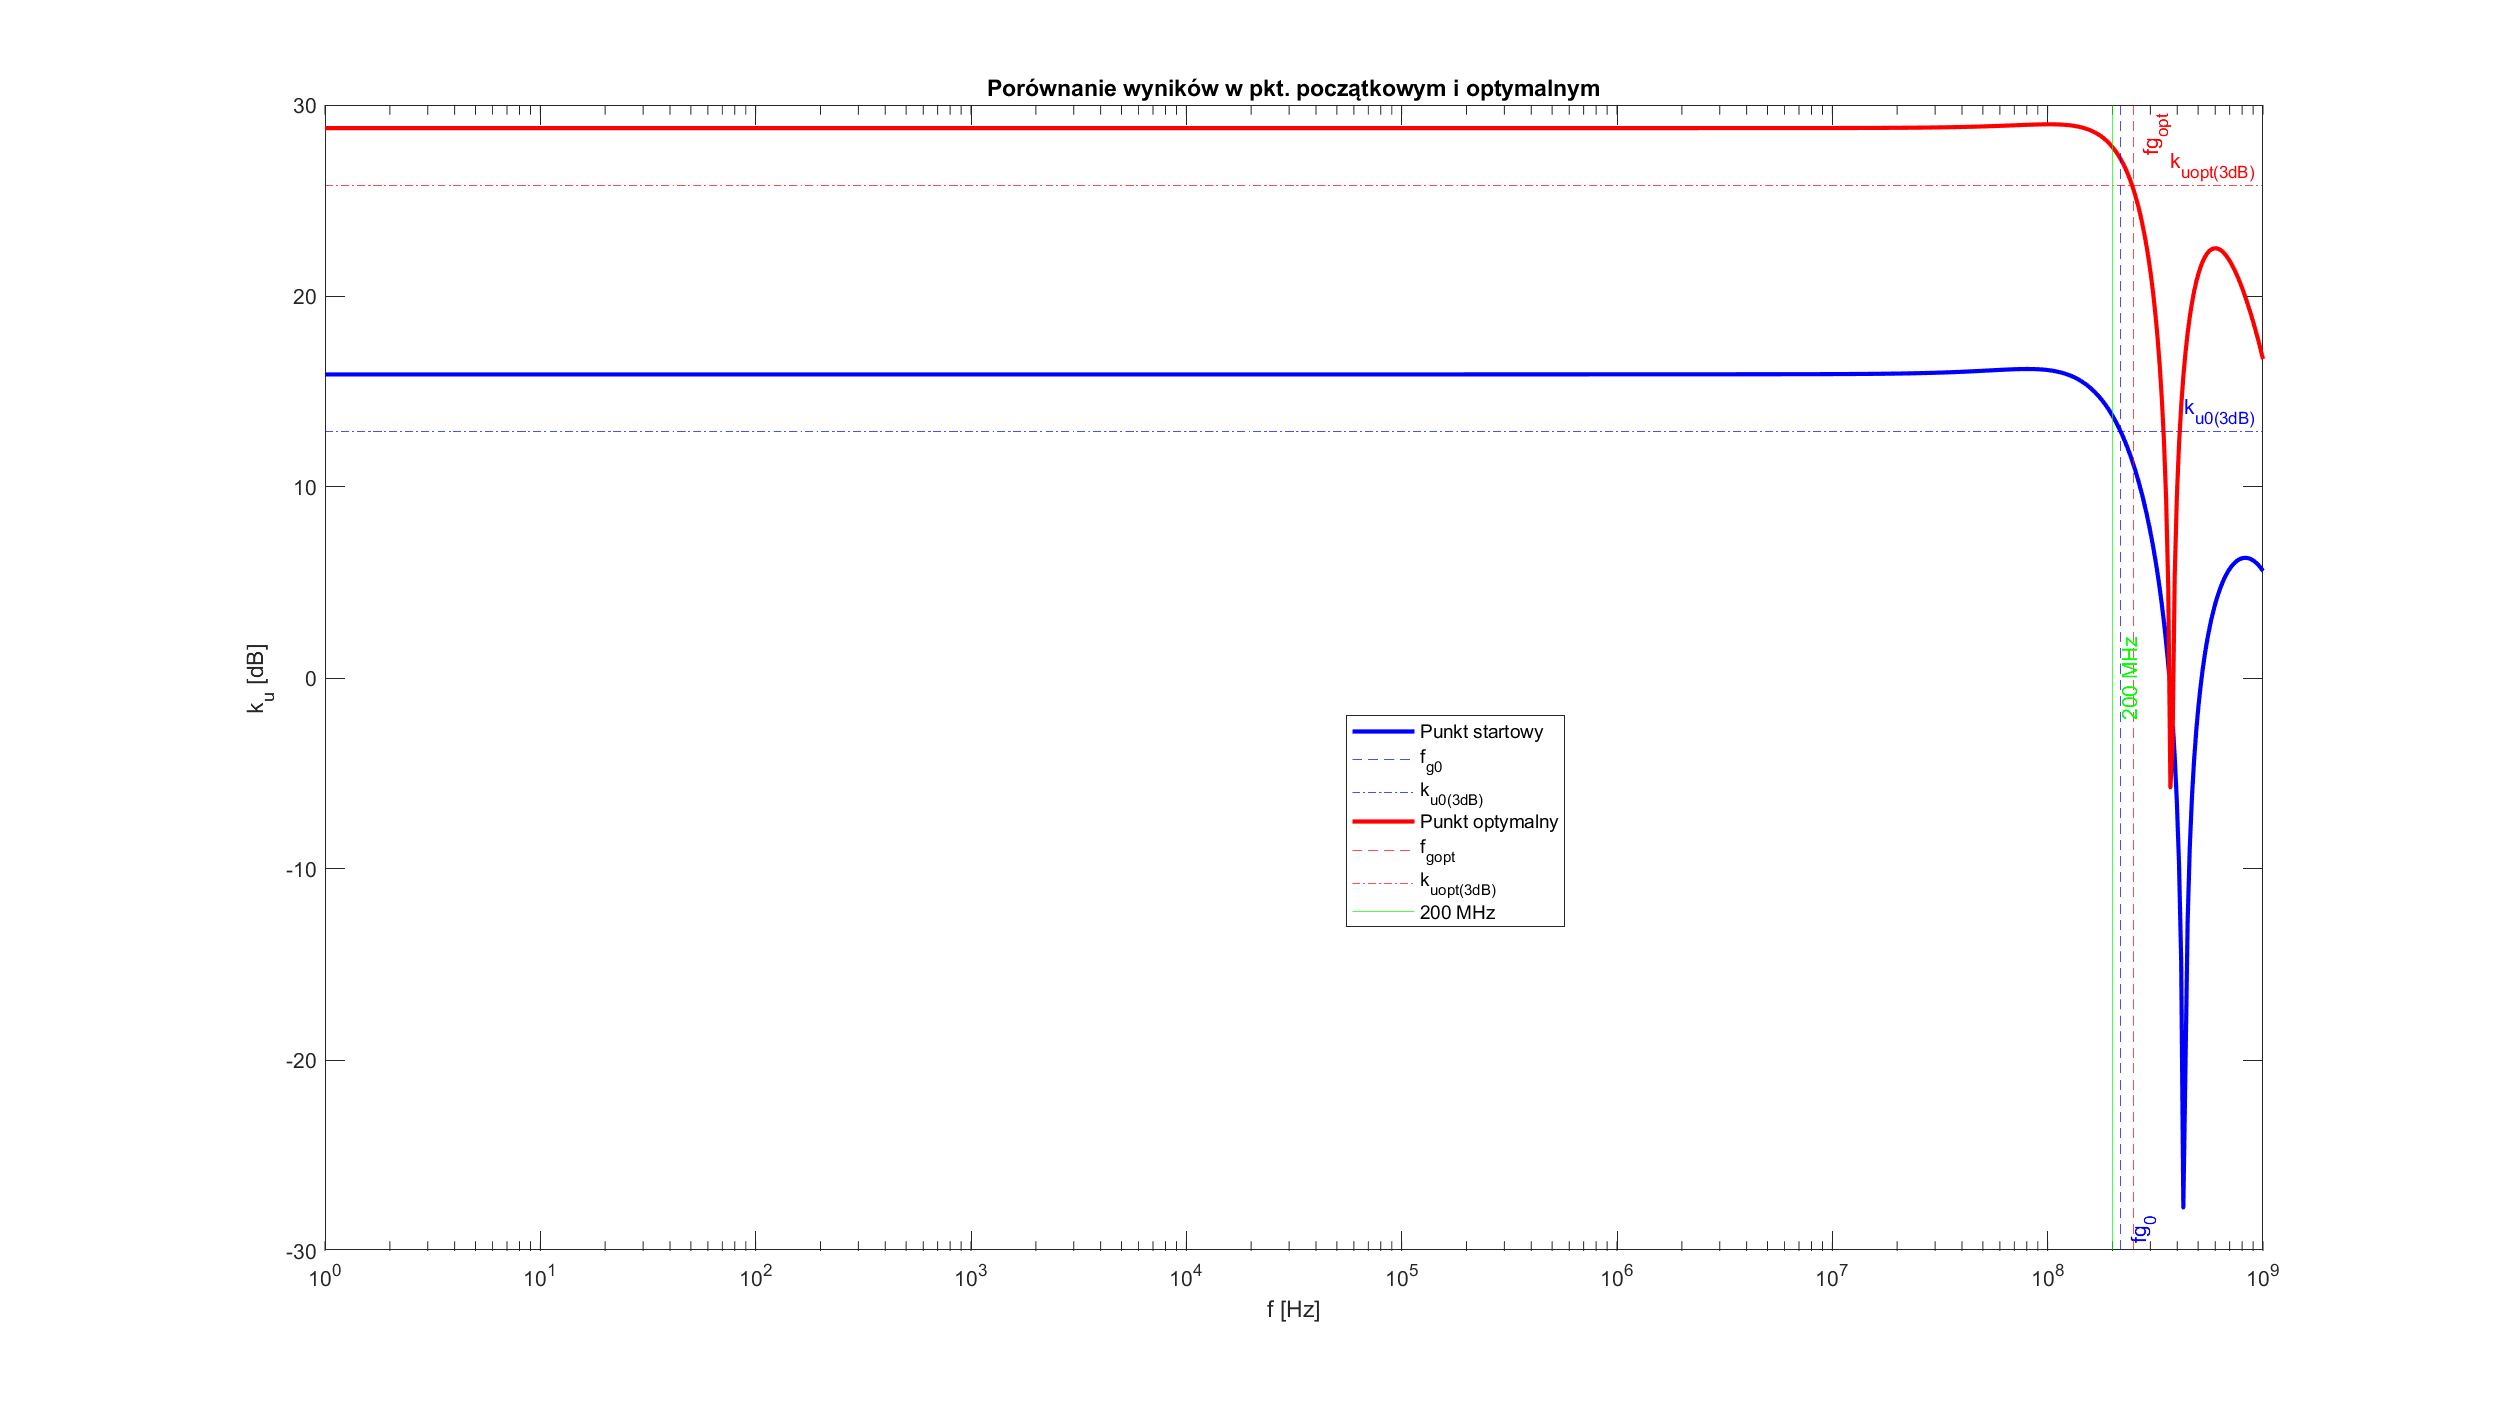 Porównanie wyników w pkt. początkowym i optymalnym
30
20
10
0
-10
-20
-30
k_u [dB]
fg_opt
k_uopt(3dB)
k_u0(3dB)
200 MHz
fg_0
Punkt startowy
f_g0
k_u0(3dB)
Punkt optymalny
f_gopt
k_uopt(3dB)
200 MHz
10^0 10^1 10^2 10^3 10^4 10^5 10^6 10^7 10^8 10^9
f [Hz]